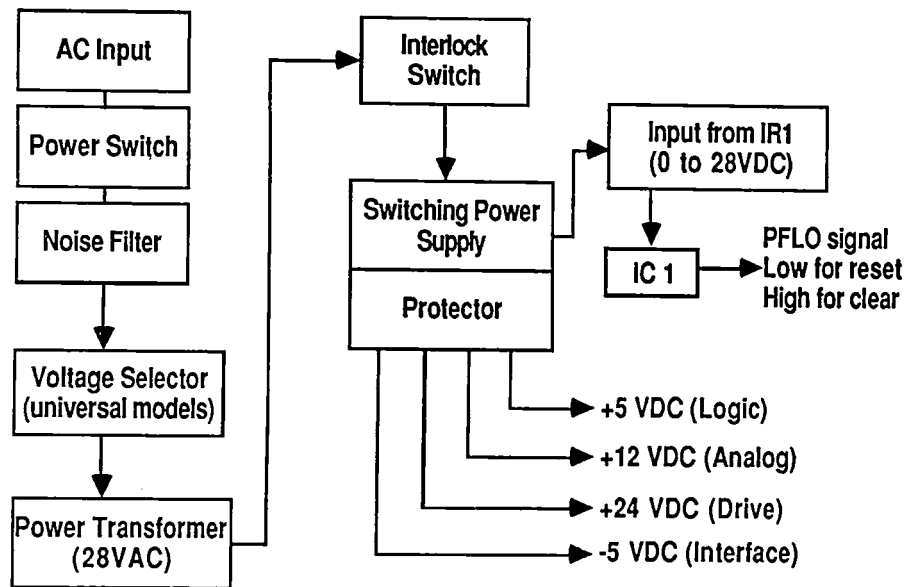 AC Input
Power Switch
Noise Filter
Voltage Selector
(universal models)
Power Transformer
(28VAC)
Interlock
Switch
Switching Power
Supply
Protector
Input from IR1
(0 to 28VDC)
IC 1
PFLO signal
Low for reset
High for clear
+5 VDC (Logic)
+12 VDC (Analog)
+24 VDC (Drive)
-5 VDC (Interface)